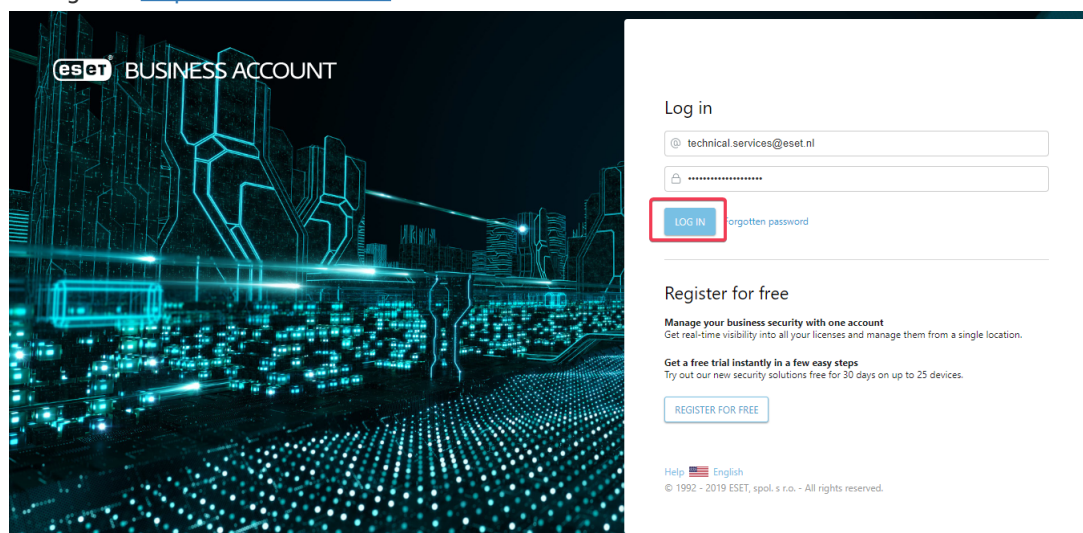 eset® BUSINESS ACCOUNT
Log in
@ technical.services@eset.nl
••••••••••••••••••••
LOG IN
orgotten password
Register for free
Manage your business security with one account
Get real-time visibility into all your licenses and manage them from a single location.
Get a free trial instantly in a few easy steps
Try out our new security solutions free for 30 days on up to 25 devices.
REGISTER FOR FREE
Help English
© 1992 - 2019 ESET, spol. s r.o. - All rights reserved.